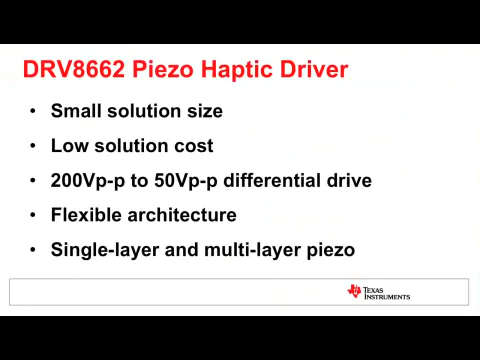 DRV8662 Piezo Haptic Driver
• Small solution size
• Low solution cost
• 200Vp-p to 50Vp-p differential drive
• Flexible architecture
• Single-layer and multi-layer piezo
TEXAS
INSTRUMENTS